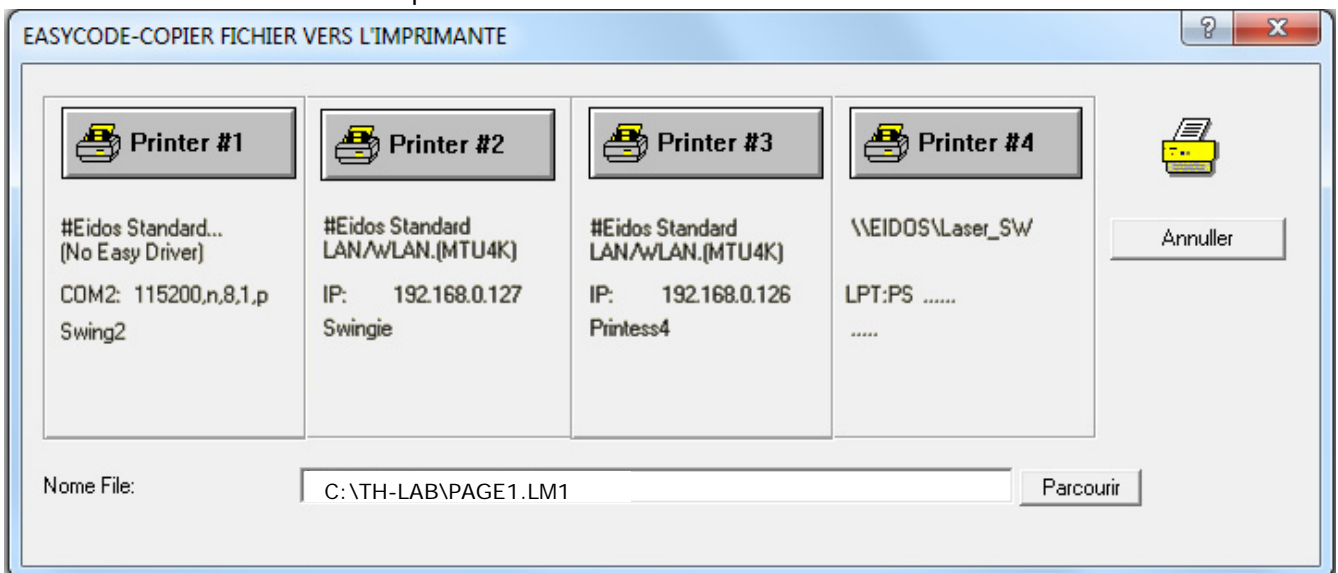 EASYCODE-COPIER FICHIER VERS L'IMPRIMANTE
Printer #1
#Eidos Standard...
(No Easy Driver)
COM2: 115200,n,8,1,p
Swing2
Printer #2
#Eidos Standard
LAN/WLAN.(MTU4K)
IP: 192.168.0.127
Swingie
Printer #3
#Eidos Standard
LAN/WLAN.(MTU4K)
IP: 192.168.0.126
Printess4
Printer #4
\\EIDOS\Laser_SW
LPT:PS ......
.....
Annuller
Nome File:
C:\TH-LAB\PAGE1.LM1
Parcourir